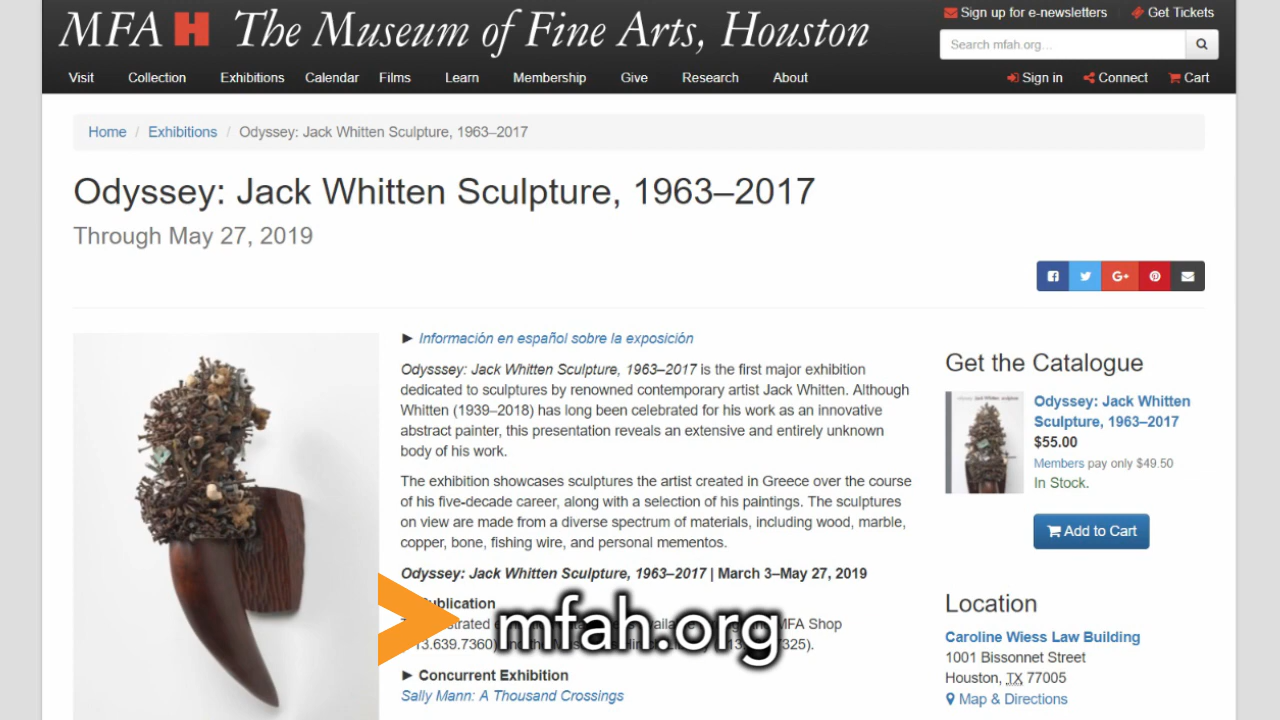 MFA H The Museum of Fine Arts, Houston
Sign up for e-newsletters
Get Tickets
Search mfah.org...
Visit Collection Exhibitions Calendar Films Learn Membership Give Research About
Sign in Connect Cart
Home / Exhibitions / Odyssey: Jack Whitten Sculpture, 1963–2017
Odyssey: Jack Whitten Sculpture, 1963–2017
Through May 27, 2019
► Información en español sobre la exposición
Odysssey: Jack Whitten Sculpture, 1963–2017 is the first major exhibition
dedicated to sculptures by renowned contemporary artist Jack Whitten. Although
Whitten (1939–2018) has long been celebrated for his work as an innovative
abstract painter, this presentation reveals an extensive and entirely unknown
body of his work.
The exhibition showcases sculptures the artist created in Greece over the course
of his five-decade career, along with a selection of his paintings. The sculptures
on view are made from a diverse spectrum of materials, including wood, marble,
copper, bone, fishing wire, and personal mementos.
Odyssey: Jack Whitten Sculpture, 1963–2017 | March 3–May 27, 2019
Publication
MFA Shop
mfah.org
► Concurrent Exhibition
Sally Mann: A Thousand Crossings
Get the Catalogue
Odyssey: Jack Whitten
Sculpture, 1963–2017
$55.00
Members pay only $49.50
In Stock.
Add to Cart
Location
Caroline Wiess Law Building
1001 Bissonnet Street
Houston, TX 77005
Map & Directions